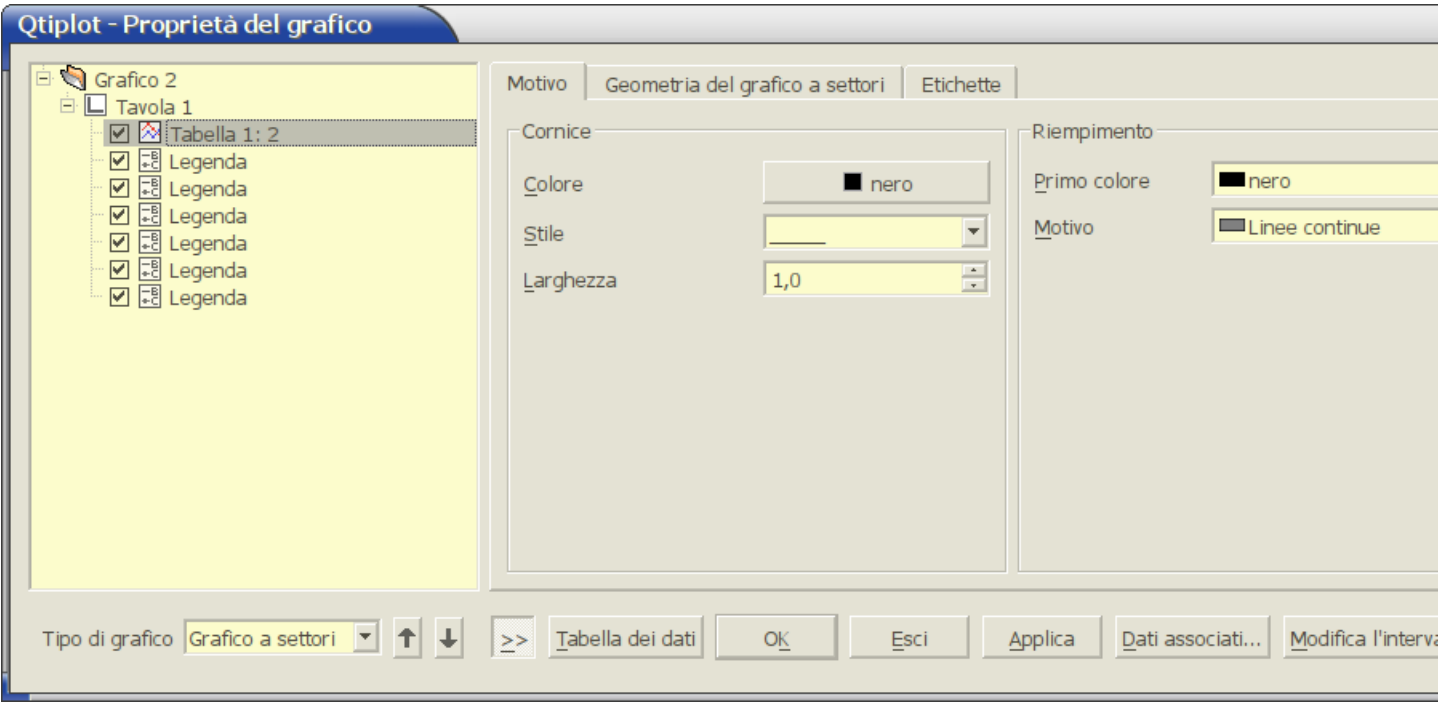 Qtiplot - Proprietà del grafico
Grafico 2
Tavola 1
Tabella 1: 2
Legenda
Legenda
Legenda
Legenda
Legenda
Legenda
Motivo
Geometria del grafico a settori
Etichette
Cornice
Colore
nero
Stile
Larghezza
1,0
Riempimento
Primo colore
nero
Motivo
Linee continue
Tipo di grafico
Grafico a settori
>>
Tabella dei dati
OK
Esci
Applica
Dati associati...
Modifica l'interva